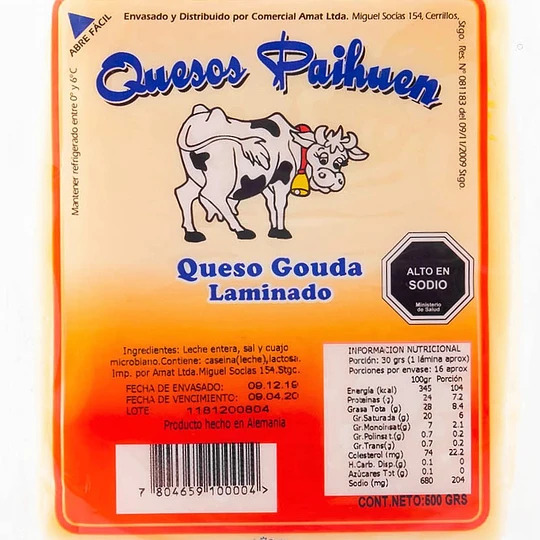 ABRE FÁCIL
Envasado y Distribuido por Comercial Amat Ltda. Miguel Socías 154, Cerrillos,
Stgo. Res. Nº 081183 del 09/11/2009 Stgo.
Mantener refrigerado entre 0º y 6ºC
Quesos Paihuen
Queso Gouda
Laminado
ALTO EN
SODIO
Ministerio
de Salud
Ingredientes: Leche entera, sal y cuajo
microbiano.Contiene: caseina(leche),lactosa.
Imp. por Amat Ltda.Miguel Socias 154.Stgc.
FECHA DE ENVASADO: 09.12.19
FECHA DE VENCIMIENTO: 09.04.20
LOTE 1181200804
Producto hecho en Alemania
7 804659 100004 >
INFORMACION NUTRICIONAL
Porción: 30 grs (1 lámina aprox)
Porciones por envase: 16 aprox
100gr Porción
Energía (kcal) 345 104
Proteinas (g) 24 7.2
Grasa Tota (g) 28 8.4
Gr.Saturada (g) 20 6
Gr.Monoinsat(g) 7 2.1
Gr.Polinsat.(g) 0.7 0.2
Gr.Trans(g) 0.7 0.2
Colesterol (mg) 74 22.2
H.Carb. Disp.(g) 0.1 0
Azúcares Tot (g) 0.1 0
Sodio (mg) 680 204
CONT.NETO:500 GRS